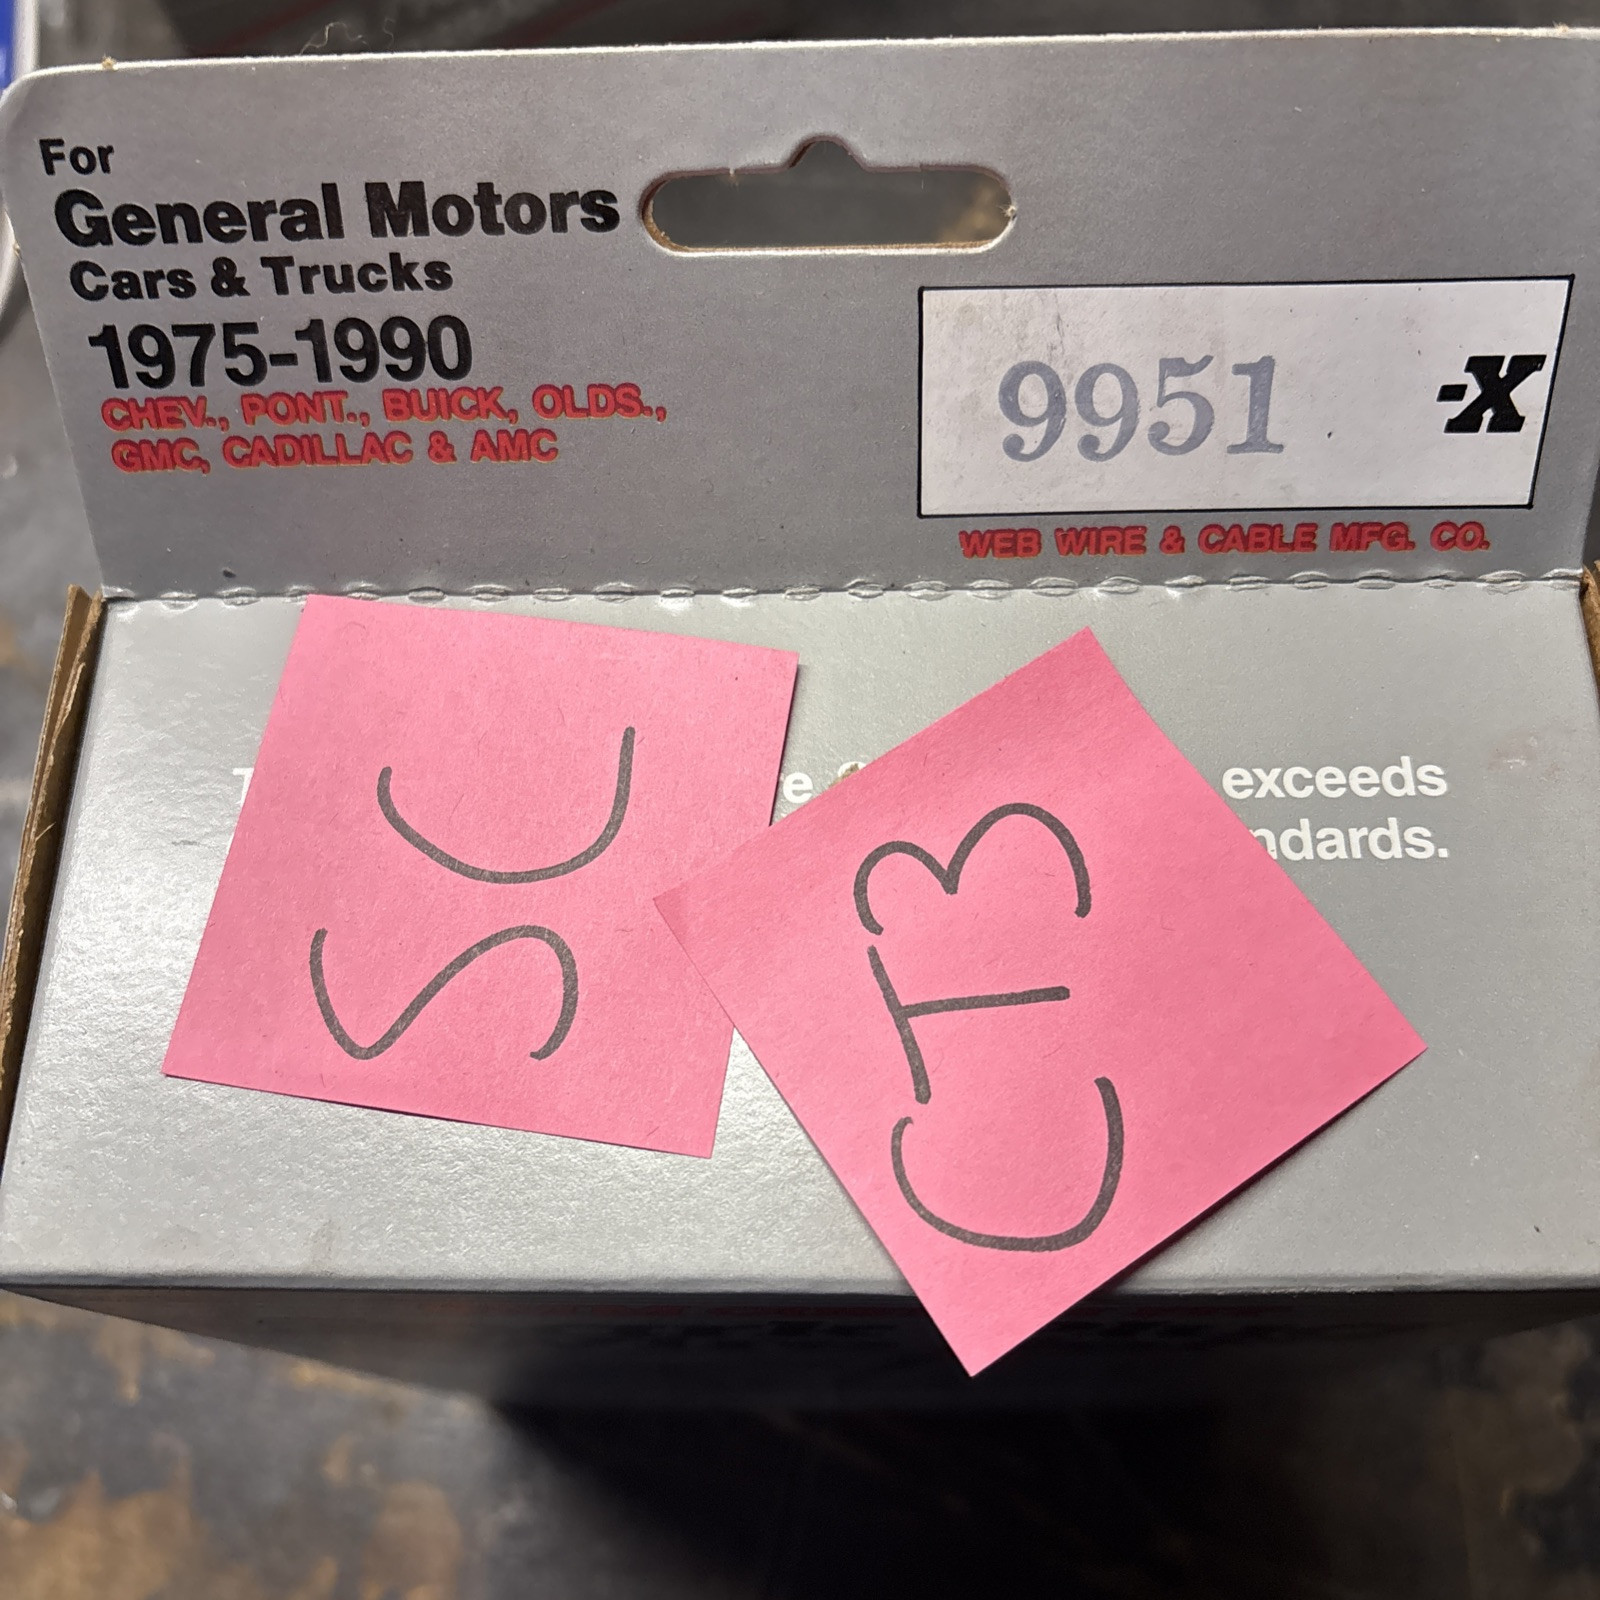 For
General Motors
Cars & Trucks
1975-1990
CHEV., PONT., BUICK, OLDS.,
GMC, CADILLAC & AMC
9951 -X
WEB WIRE & CABLE MFG. CO.
exceeds
SC
CT3